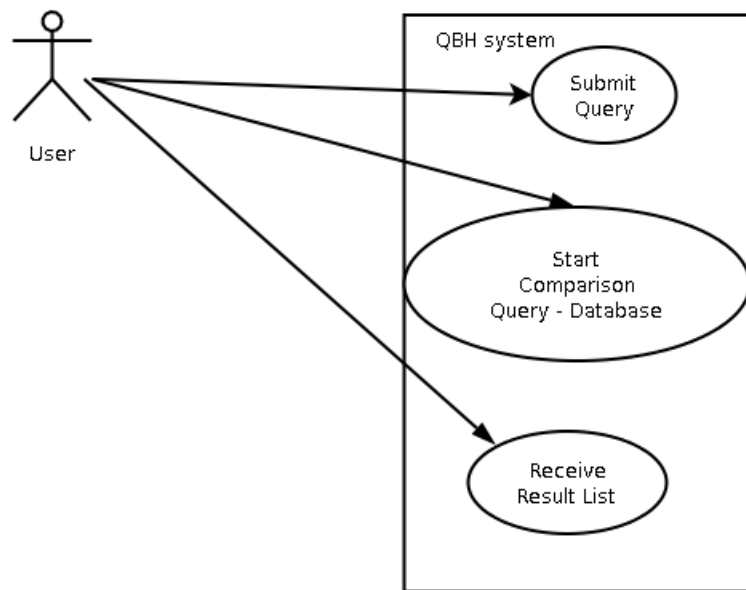 QBH system
Submit
Query
User
Start
Comparison
Query - Database
Receive
Result List